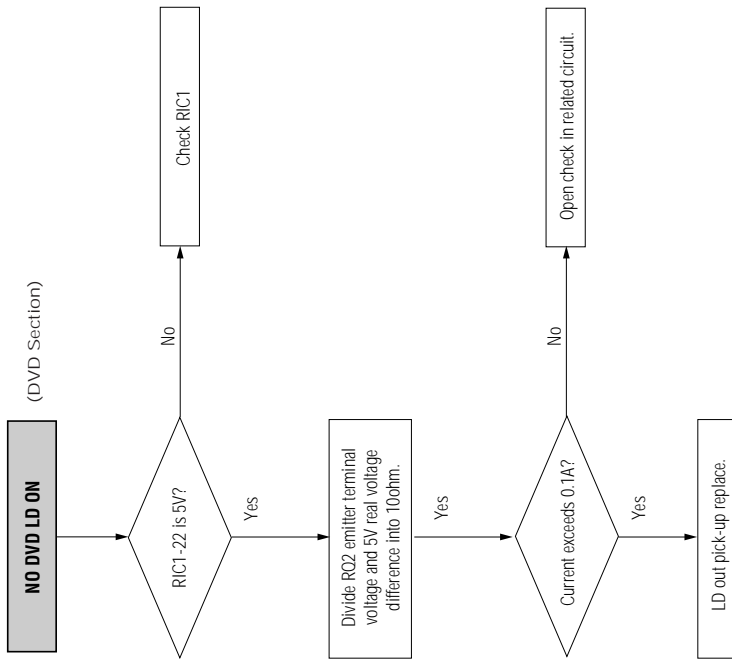 (DVD Section)
NO DVD LD ON
RIC1-22 is 5V?
No
Check RIC1
Yes
Divide RQ2 emitter terminal
voltage and 5V real voltage
difference into 10ohm.
Yes
Current exceeds 0.1A?
No
Open check in related circuit.
Yes
LD out pick-up replace.